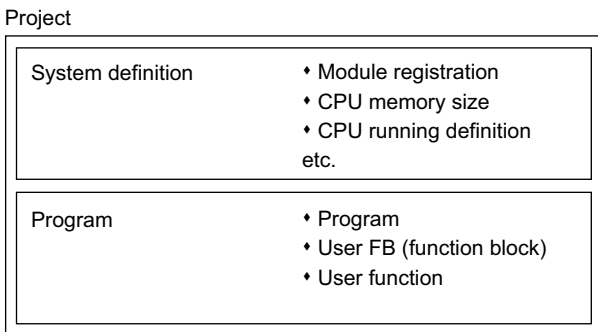 Project
System definition
♦ Module registration
♦ CPU memory size
♦ CPU running definition
etc.
Program
♦ Program
♦ User FB (function block)
♦ User function